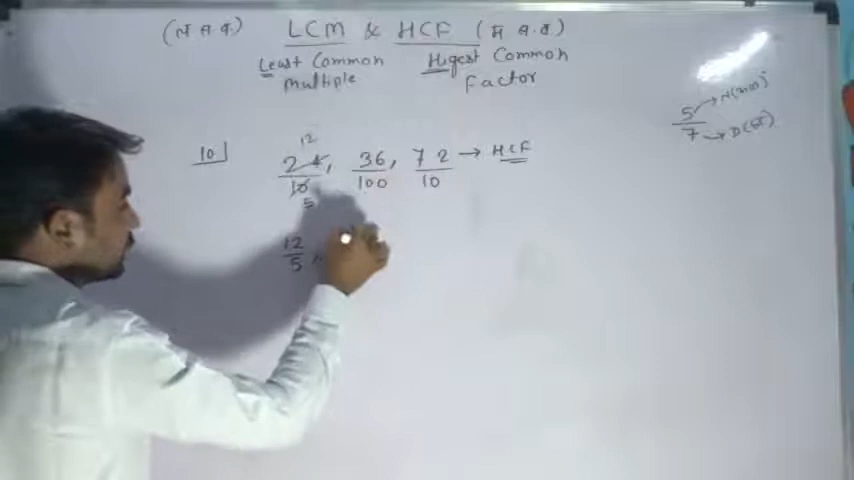 (ल स व.) LCM & HCF (म स व.)
Least Common Higest Common
Multiple Factor
5 → N(अंश)
7 → D(हर)
12
10] 24, 36, 72 → HCF
10 100 10
5
12
5 ,